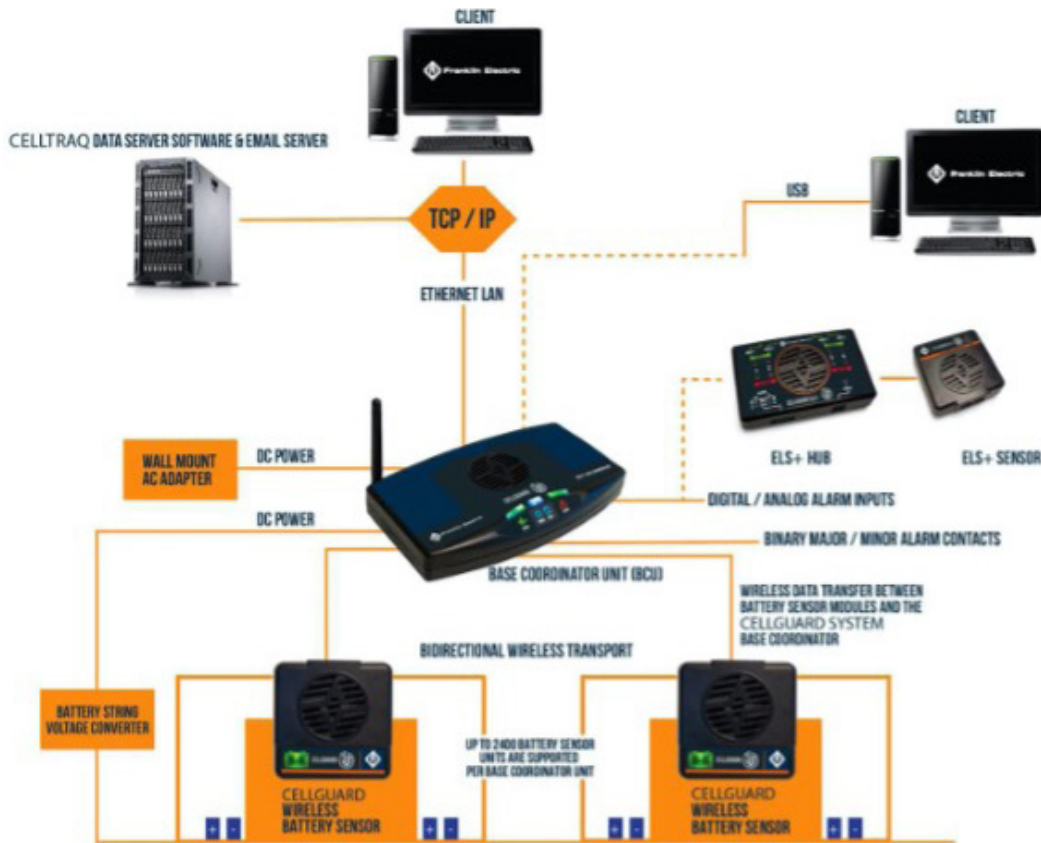 CLIENT
Franklin Electric
CELLTRAQ DATA SERVER SOFTWARE & EMAIL SERVER
CLIENT
Franklin Electric
USB
TCP / IP
ETHERNET LAN
ELS+ HUB
ELS+ SENSOR
WALL MOUNT
AC ADAPTER
DC POWER
DIGITAL / ANALOG ALARM INPUTS
DC POWER
BINARY MAJOR / MINOR ALARM CONTACTS
BASE COORDINATOR UNIT (BCU)
WIRELESS DATA TRANSFER BETWEEN
BATTERY SENSOR MODULES AND THE
CELLGUARD SYSTEM
BASE COORDINATOR
BIDIRECTIONAL WIRELESS TRANSPORT
BATTERY STRING
VOLTAGE CONVERTER
UP TO 2400 BATTERY SENSOR
UNITS ARE SUPPORTED
PER BASE COORDINATOR UNIT
CELLGUARD
WIRELESS
BATTERY SENSOR
+ -
+ -
CELLGUARD
WIRELESS
BATTERY SENSOR
+ -
+ -